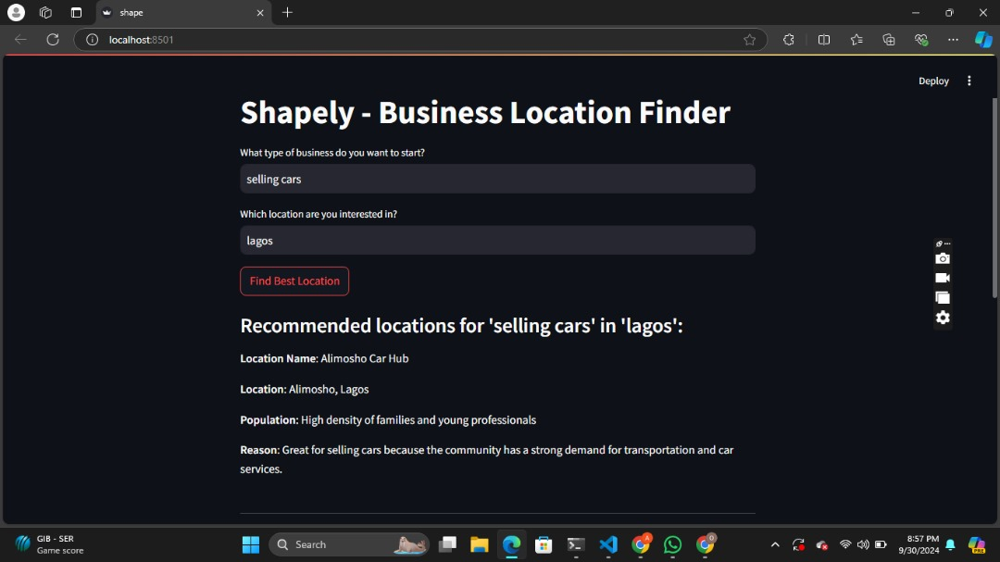 shape
localhost:8501
Deploy
Shapely - Business Location Finder
What type of business do you want to start?
selling cars
Which location are you interested in?
lagos
Find Best Location
Recommended locations for 'selling cars' in 'lagos':
Location Name: Alimosho Car Hub
Location: Alimosho, Lagos
Population: High density of families and young professionals
Reason: Great for selling cars because the community has a strong demand for transportation and car
services.
GIB - SER
Game score
Search
A
D
8:57 PM
9/30/2024
PRE